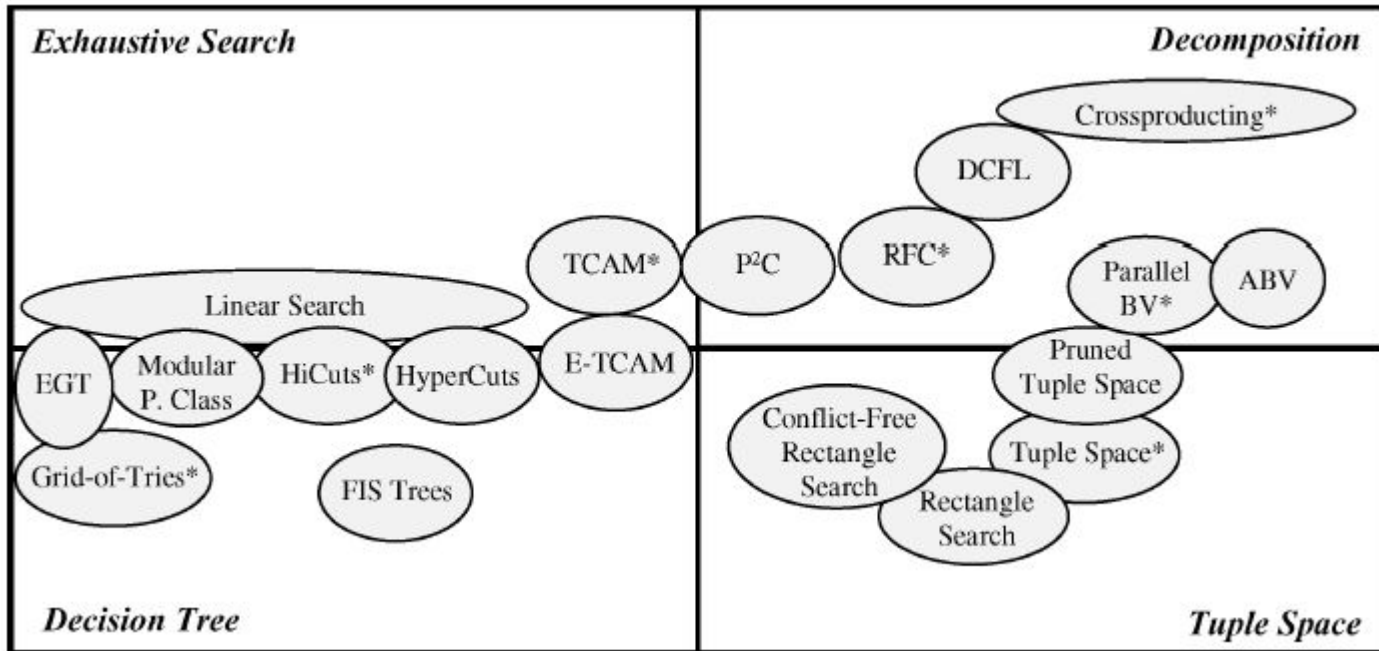 Exhaustive Search
Decomposition
Crossproducting*
DCFL
TCAM*
P²C
RFC*
Parallel
BV*
ABV
Linear Search
EGT
Modular
P. Class
HiCuts*
HyperCuts
E-TCAM
Pruned
Tuple Space
Conflict-Free
Rectangle
Search
Tuple Space*
Grid-of-Tries*
FIS Trees
Rectangle
Search
Decision Tree
Tuple Space